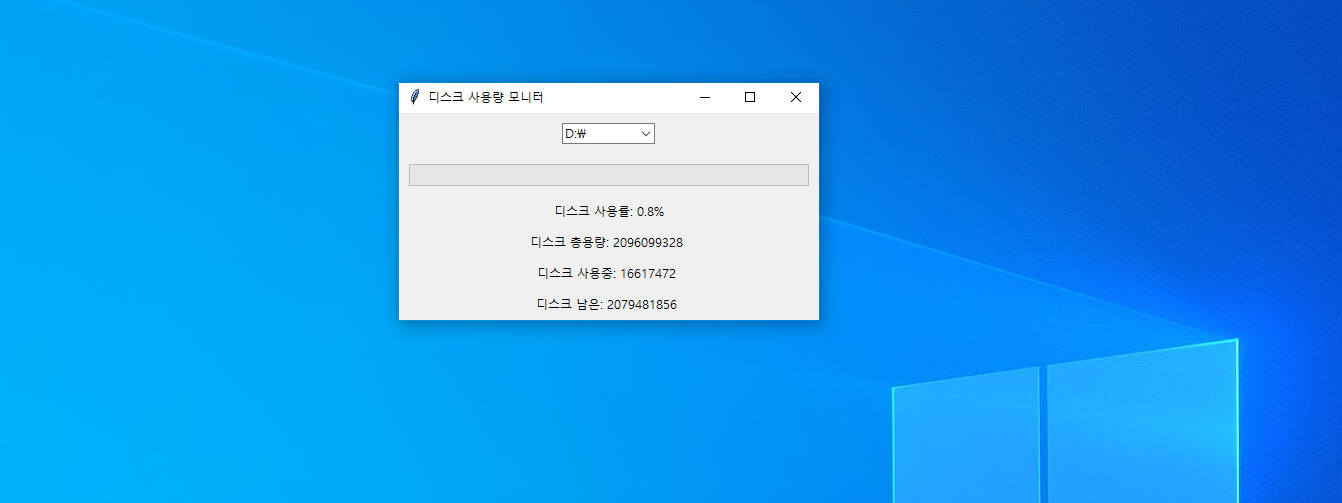 디스크 사용량 모니터
D:₩
디스크 사용률: 0.8%
디스크 총용량: 2096099328
디스크 사용중: 16617472
디스크 남은: 2079481856